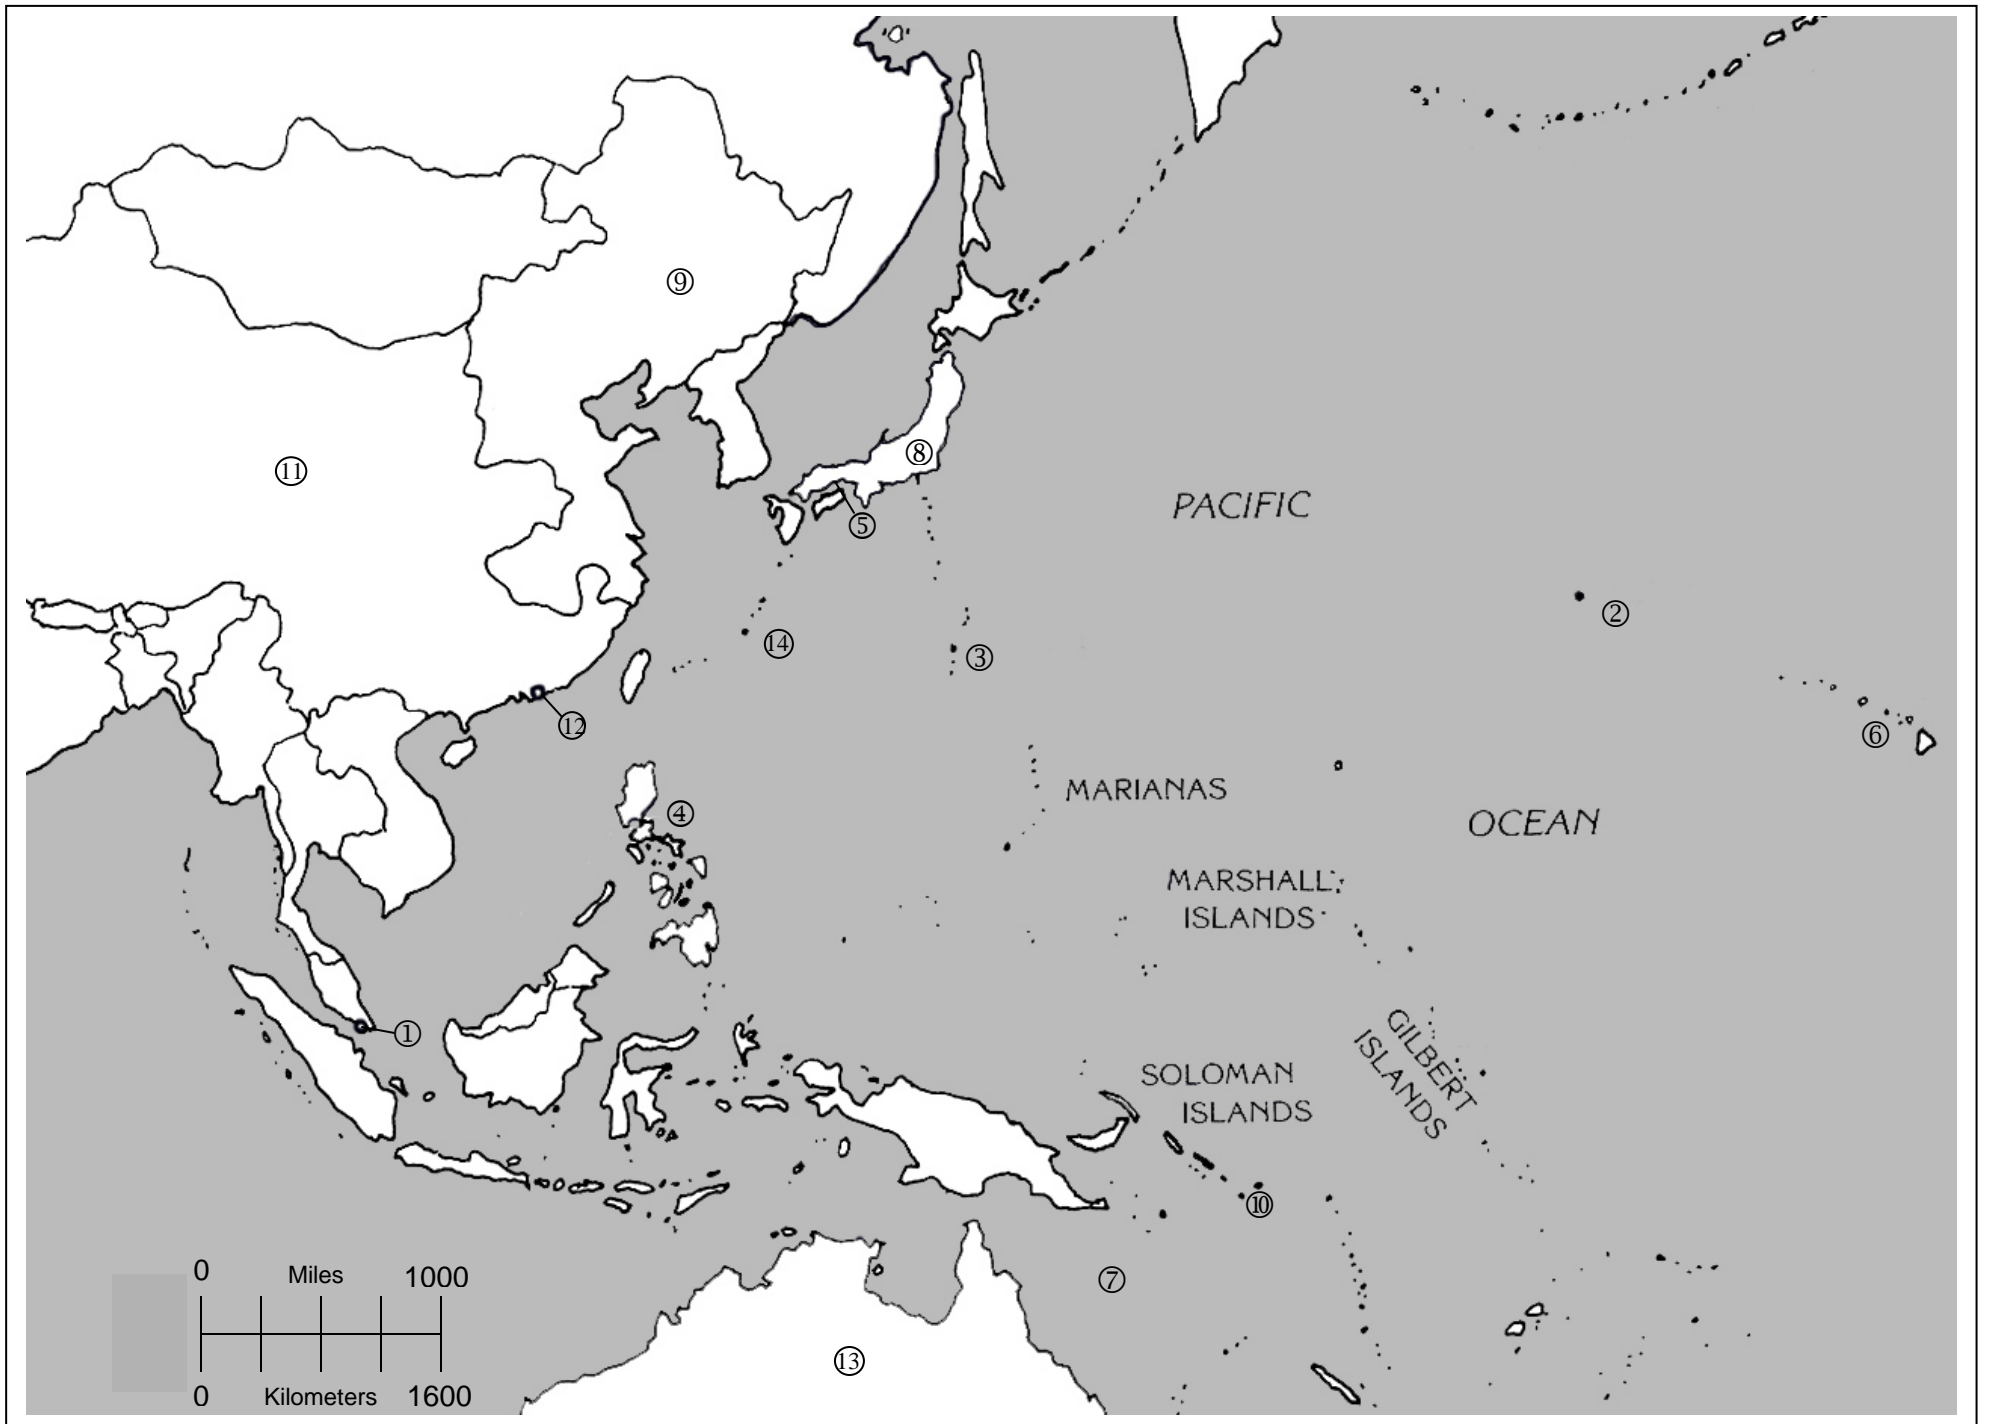 ⑨
⑧
⑪
PACIFIC
⑤
②
⑭
③
⑫
⑥
MARIANAS
④
OCEAN
MARSHALL
ISLANDS
①
GILBERT
ISLANDS
SOLOMAN
ISLANDS
⑩
⑦
0 Miles 1000
⑬
0 Kilometers 1600